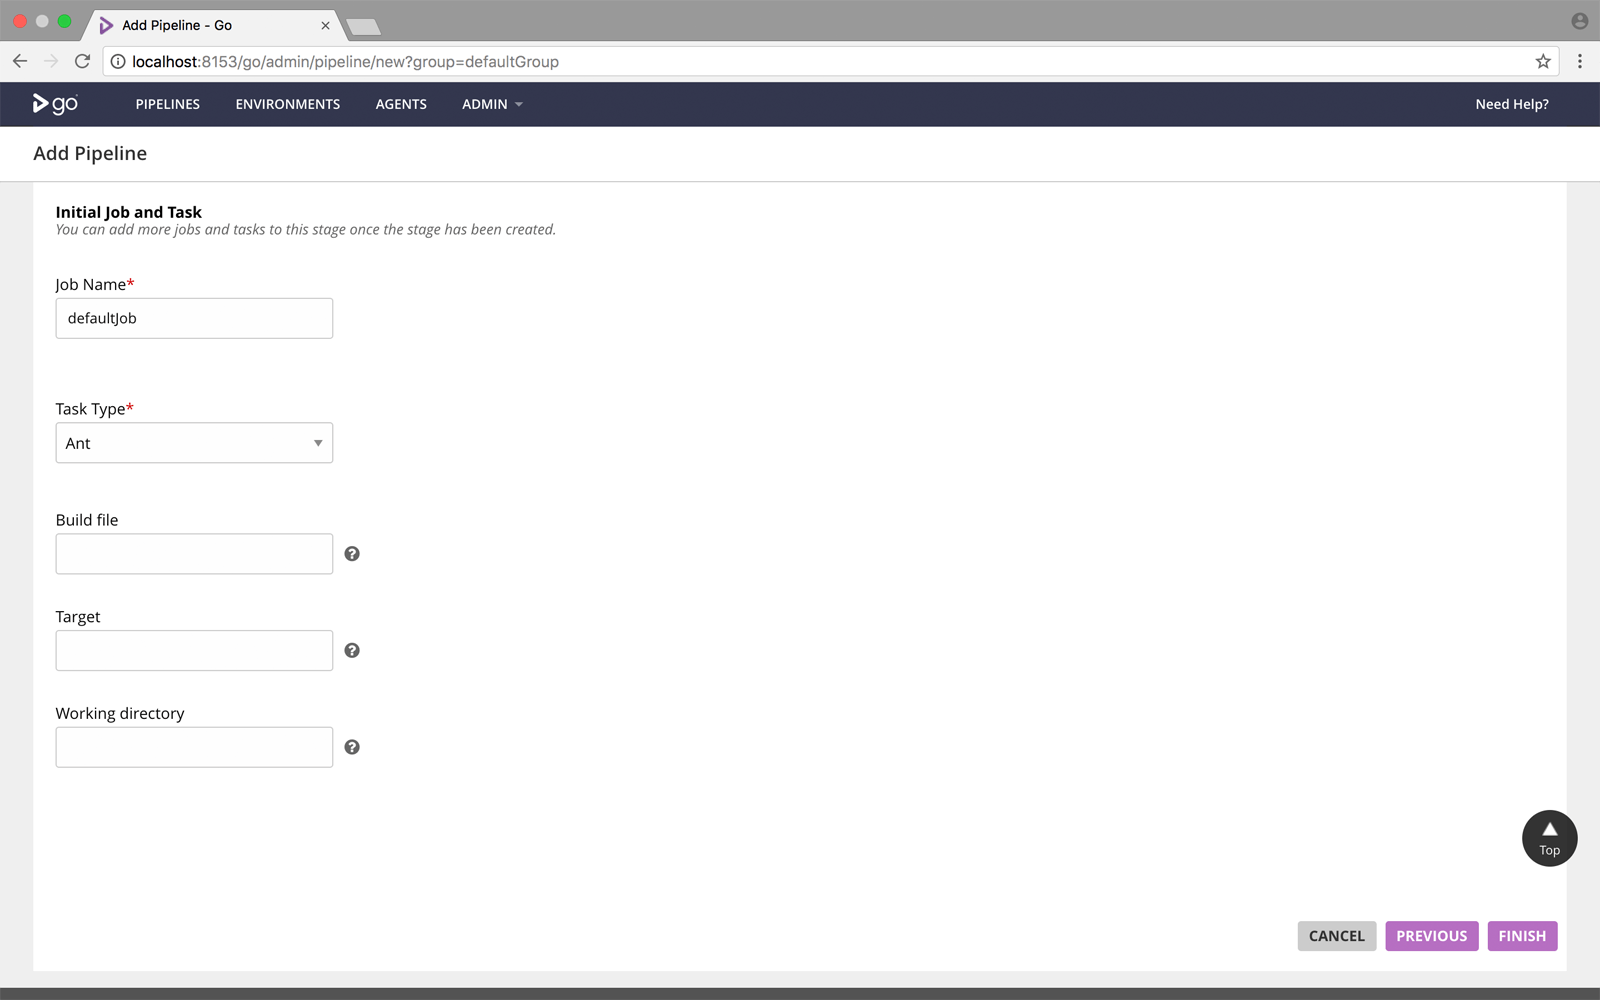 Add Pipeline - Go
localhost:8153/go/admin/pipeline/new?group=defaultGroup
go PIPELINES ENVIRONMENTS AGENTS ADMIN Need Help?
Add Pipeline
Initial Job and Task
You can add more jobs and tasks to this stage once the stage has been created.
Job Name*
defaultJob
Task Type*
Ant
Build file
Target
Working directory
Top
CANCEL PREVIOUS FINISH